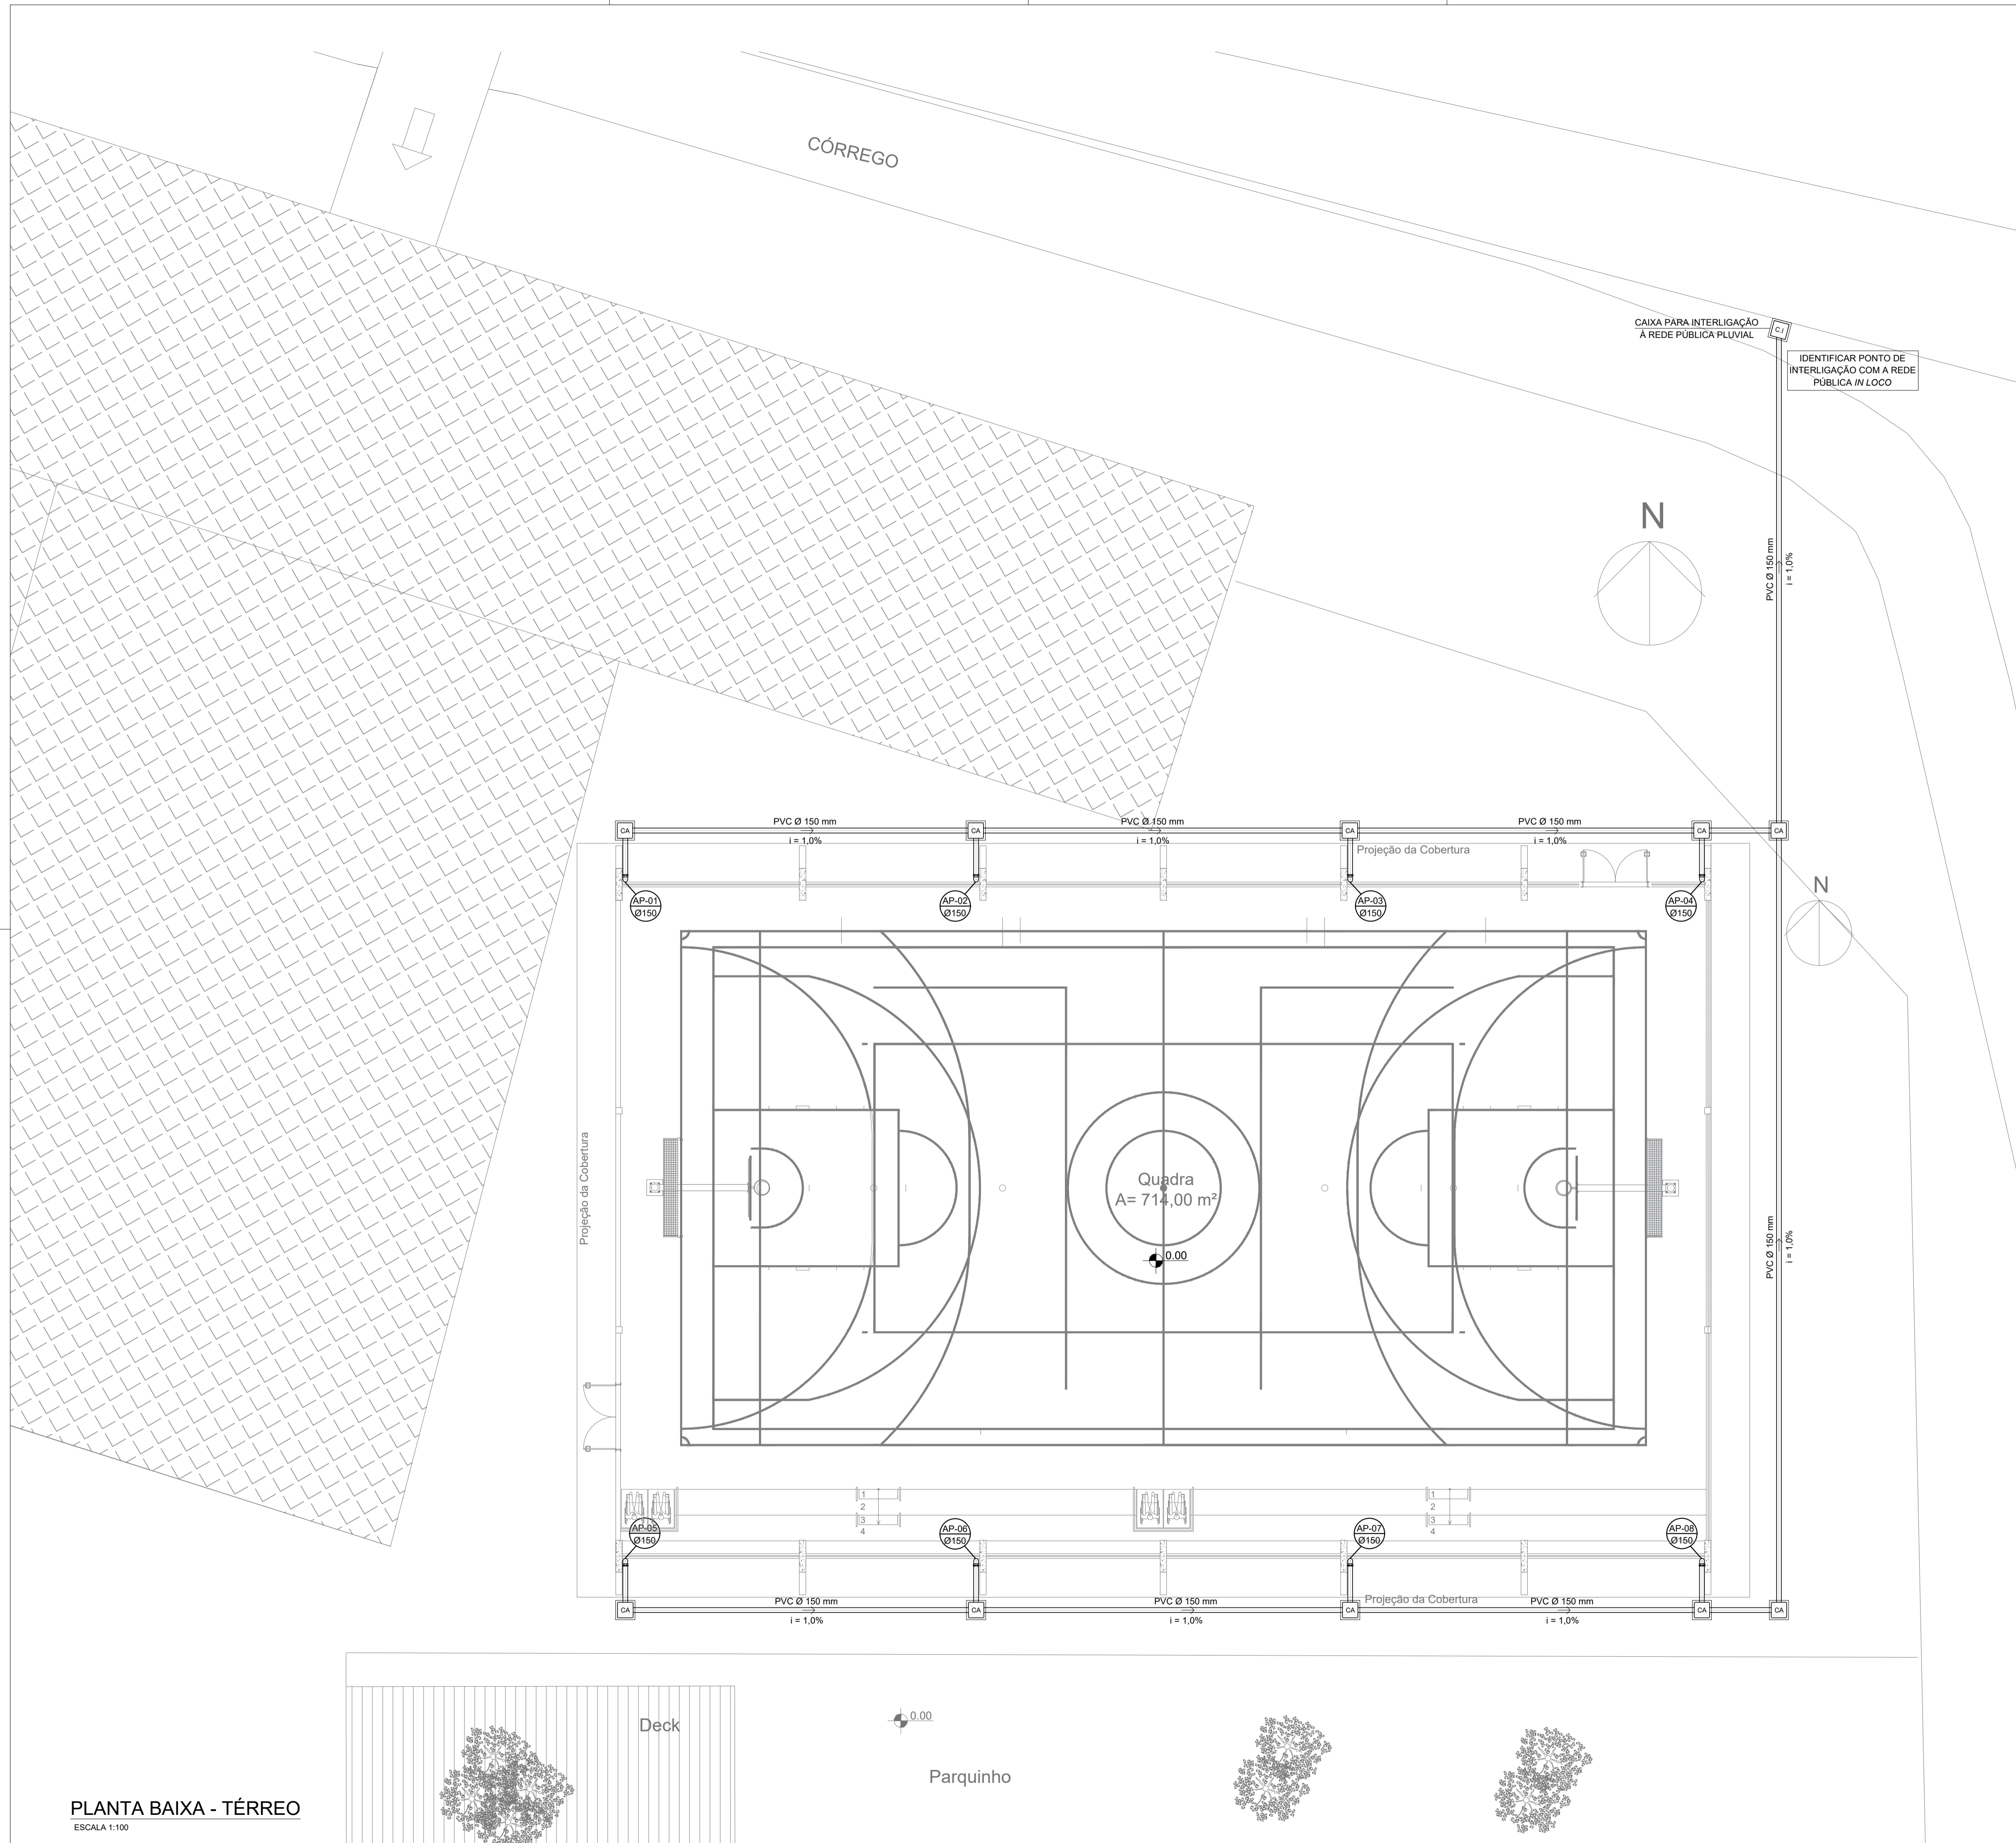 CÓRREGO
CAIXA PARA INTERLIGAÇÃO
À REDE PÚBLICA PLUVIAL
C.I
IDENTIFICAR PONTO DE
INTERLIGAÇÃO COM A REDE
PÚBLICA IN LOCO
N
PVC Ø 150 mm
i = 1,0%
CA
PVC Ø 150 mm
i = 1,0%
CA
PVC Ø 150 mm
i = 1,0%
CA
PVC Ø 150 mm
i = 1,0%
CA
CA
Projeção da Cobertura
AP-01
Ø150
AP-02
Ø150
AP-03
Ø150
AP-04
Ø150
N
Projeção da Cobertura
Quadra
A= 714,00 m²
0.00
PVC Ø 150 mm
i = 1,0%
1
2
3
4
1
2
3
4
AP-05
Ø150
AP-06
Ø150
AP-07
Ø150
AP-08
Ø150
Projeção da Cobertura
CA
PVC Ø 150 mm
i = 1,0%
CA
PVC Ø 150 mm
i = 1,0%
CA
PVC Ø 150 mm
i = 1,0%
CA
CA
Deck
0.00
Parquinho
PLANTA BAIXA - TÉRREO
ESCALA 1:100